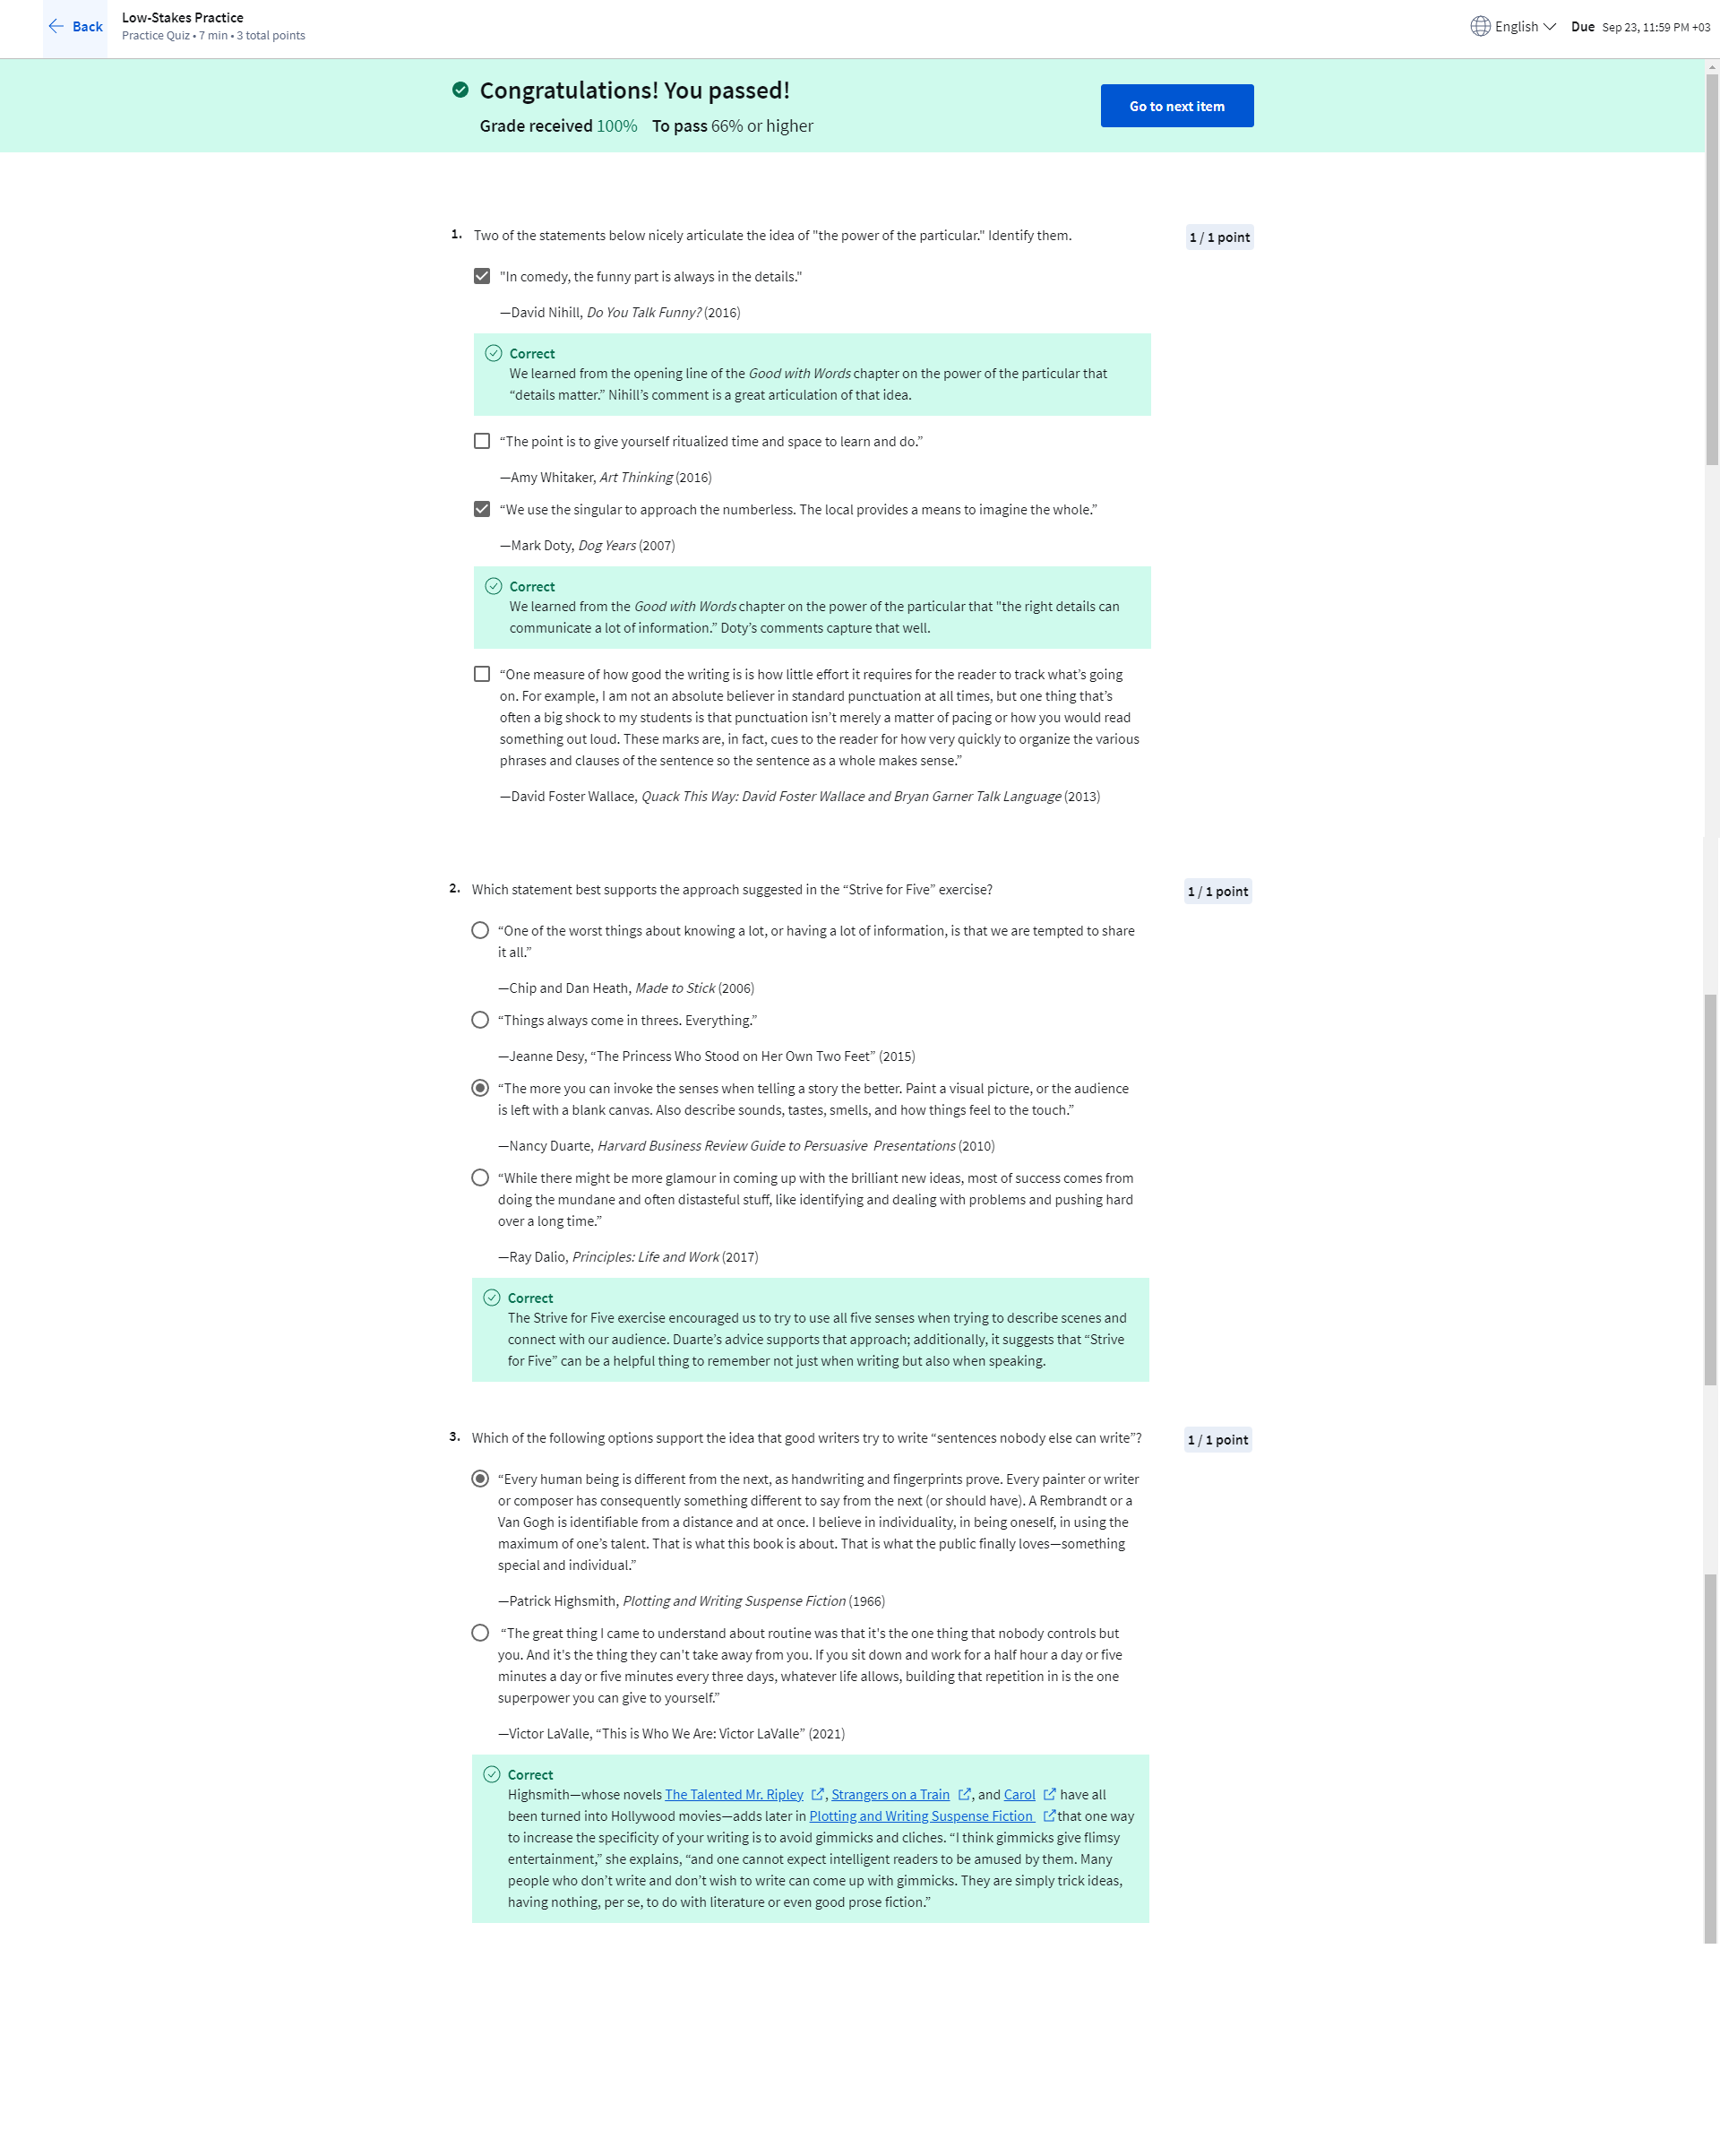 Back
Low-Stakes Practice
Practice Quiz • 7 min • 3 total points
English
Due Sep 23, 11:59 PM +03
Congratulations! You passed!
Grade received 100% To pass 66% or higher
Go to next item
1. Two of the statements below nicely articulate the idea of "the power of the particular." Identify them.
1 / 1 point
"In comedy, the funny part is always in the details."
—David Nihill, Do You Talk Funny? (2016)
Correct
We learned from the opening line of the Good with Words chapter on the power of the particular that
“details matter.” Nihill’s comment is a great articulation of that idea.
“The point is to give yourself ritualized time and space to learn and do.”
—Amy Whitaker, Art Thinking (2016)
“We use the singular to approach the numberless. The local provides a means to imagine the whole.”
—Mark Doty, Dog Years (2007)
Correct
We learned from the Good with Words chapter on the power of the particular that "the right details can
communicate a lot of information.” Doty’s comments capture that well.
“One measure of how good the writing is is how little effort it requires for the reader to track what’s going
on. For example, I am not an absolute believer in standard punctuation at all times, but one thing that’s
often a big shock to my students is that punctuation isn’t merely a matter of pacing or how you would read
something out loud. These marks are, in fact, cues to the reader for how very quickly to organize the various
phrases and clauses of the sentence so the sentence as a whole makes sense.”
—David Foster Wallace, Quack This Way: David Foster Wallace and Bryan Garner Talk Language (2013)
2. Which statement best supports the approach suggested in the “Strive for Five” exercise?
1 / 1 point
“One of the worst things about knowing a lot, or having a lot of information, is that we are tempted to share
it all.”
—Chip and Dan Heath, Made to Stick (2006)
“Things always come in threes. Everything.”
—Jeanne Desy, “The Princess Who Stood on Her Own Two Feet” (2015)
“The more you can invoke the senses when telling a story the better. Paint a visual picture, or the audience
is left with a blank canvas. Also describe sounds, tastes, smells, and how things feel to the touch.”
—Nancy Duarte, Harvard Business Review Guide to Persuasive Presentations (2010)
“While there might be more glamour in coming up with the brilliant new ideas, most of success comes from
doing the mundane and often distasteful stuff, like identifying and dealing with problems and pushing hard
over a long time.”
—Ray Dalio, Principles: Life and Work (2017)
Correct
The Strive for Five exercise encouraged us to try to use all five senses when trying to describe scenes and
connect with our audience. Duarte’s advice supports that approach; additionally, it suggests that “Strive
for Five” can be a helpful thing to remember not just when writing but also when speaking.
3. Which of the following options support the idea that good writers try to write “sentences nobody else can write”?
1 / 1 point
“Every human being is different from the next, as handwriting and fingerprints prove. Every painter or writer
or composer has consequently something different to say from the next (or should have). A Rembrandt or a
Van Gogh is identifiable from a distance and at once. I believe in individuality, in being oneself, in using the
maximum of one’s talent. That is what this book is about. That is what the public finally loves—something
special and individual.”
—Patrick Highsmith, Plotting and Writing Suspense Fiction (1966)
“The great thing I came to understand about routine was that it's the one thing that nobody controls but
you. And it's the thing they can't take away from you. If you sit down and work for a half hour a day or five
minutes a day or five minutes every three days, whatever life allows, building that repetition in is the one
superpower you can give to yourself.”
—Victor LaValle, “This is Who We Are: Victor LaValle” (2021)
Correct
Highsmith—whose novels The Talented Mr. Ripley , Strangers on a Train , and Carol have all
been turned into Hollywood movies—adds later in Plotting and Writing Suspense Fiction that one way
to increase the specificity of your writing is to avoid gimmicks and cliches. “I think gimmicks give flimsy
entertainment,” she explains, “and one cannot expect intelligent readers to be amused by them. Many
people who don’t write and don’t wish to write can come up with gimmicks. They are simply trick ideas,
having nothing, per se, to do with literature or even good prose fiction.”